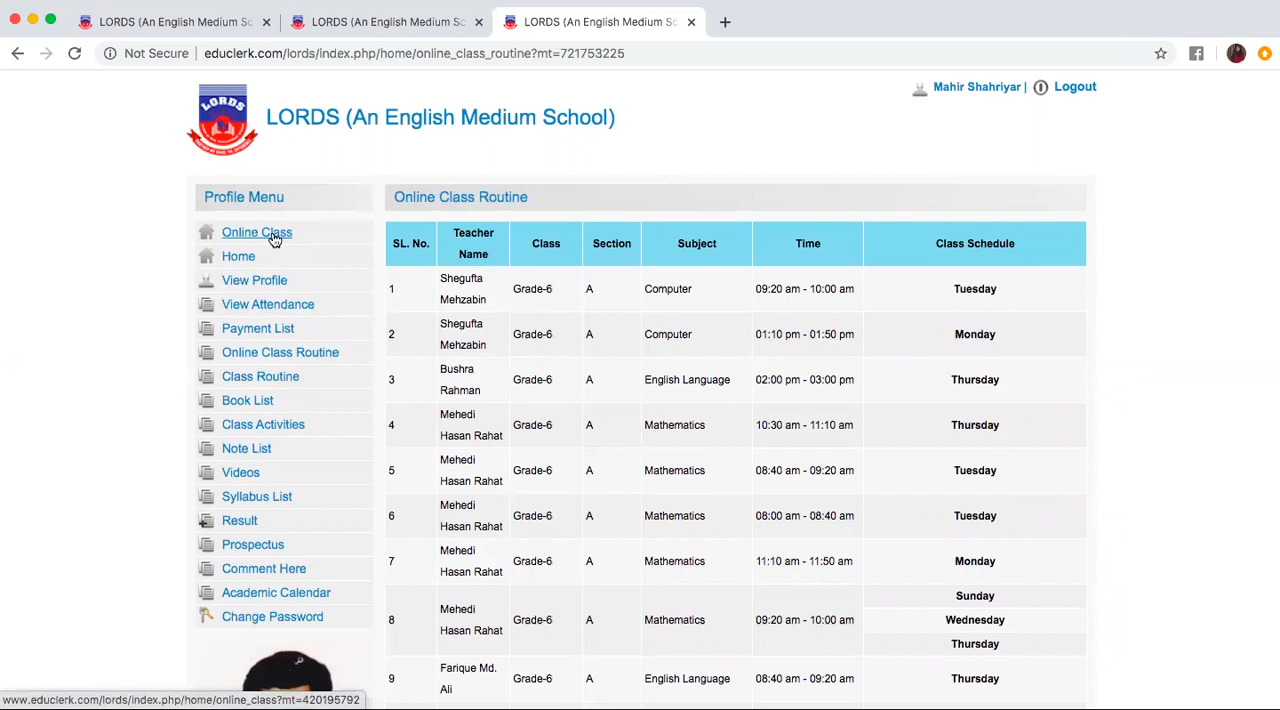 LORDS (An English Medium Sc
LORDS (An English Medium Sc
LORDS (An English Medium Sc
Not Secure
educlerk.com/lords/index.php/home/online_class_routine?mt=721753225
LORDS
LORDS (An English Medium School)
Mahir Shahriyar |
Logout
Profile Menu
Online Class
Home
View Profile
View Attendance
Payment List
Online Class Routine
Class Routine
Book List
Class Activities
Note List
Videos
Syllabus List
Result
Prospectus
Comment Here
Academic Calendar
Change Password
Online Class Routine
SL. No. Teacher Name Class Section Subject Time Class Schedule
1 Shegufta Mehzabin Grade-6 A Computer 09:20 am - 10:00 am Tuesday
2 Shegufta Mehzabin Grade-6 A Computer 01:10 pm - 01:50 pm Monday
3 Bushra Rahman Grade-6 A English Language 02:00 pm - 03:00 pm Thursday
4 Mehedi Hasan Rahat Grade-6 A Mathematics 10:30 am - 11:10 am Thursday
5 Mehedi Hasan Rahat Grade-6 A Mathematics 08:40 am - 09:20 am Tuesday
6 Mehedi Hasan Rahat Grade-6 A Mathematics 08:00 am - 08:40 am Tuesday
7 Mehedi Hasan Rahat Grade-6 A Mathematics 11:10 am - 11:50 am Monday
8 Mehedi Hasan Rahat Grade-6 A Mathematics 09:20 am - 10:00 am Sunday
Wednesday
Thursday
9 Farique Md. Ali Grade-6 A English Language 08:40 am - 09:20 am Thursday
www.educlerk.com/lords/index.php/home/online_class?mt=420195792